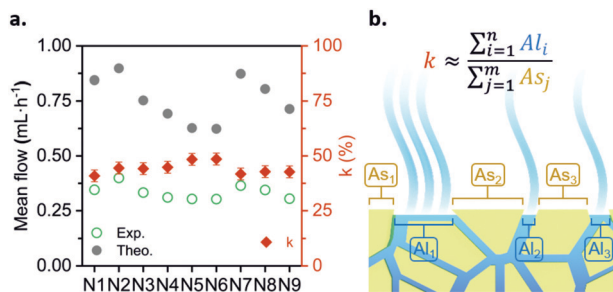 a.
Mean flow (mL·h⁻¹)
1.00
0.75
0.50
0.25
0.00
100
75
50
25
0
k (%)
Exp.
Theo.
k
N1 N2 N3 N4 N5 N6 N7 N8 N9
b.
k ≈ ∑ⁿᵢ₌₁ Alᵢ / ∑ᵐⱼ₌₁ Asⱼ
As₁ As₂ As₃
Al₁ Al₂ Al₃